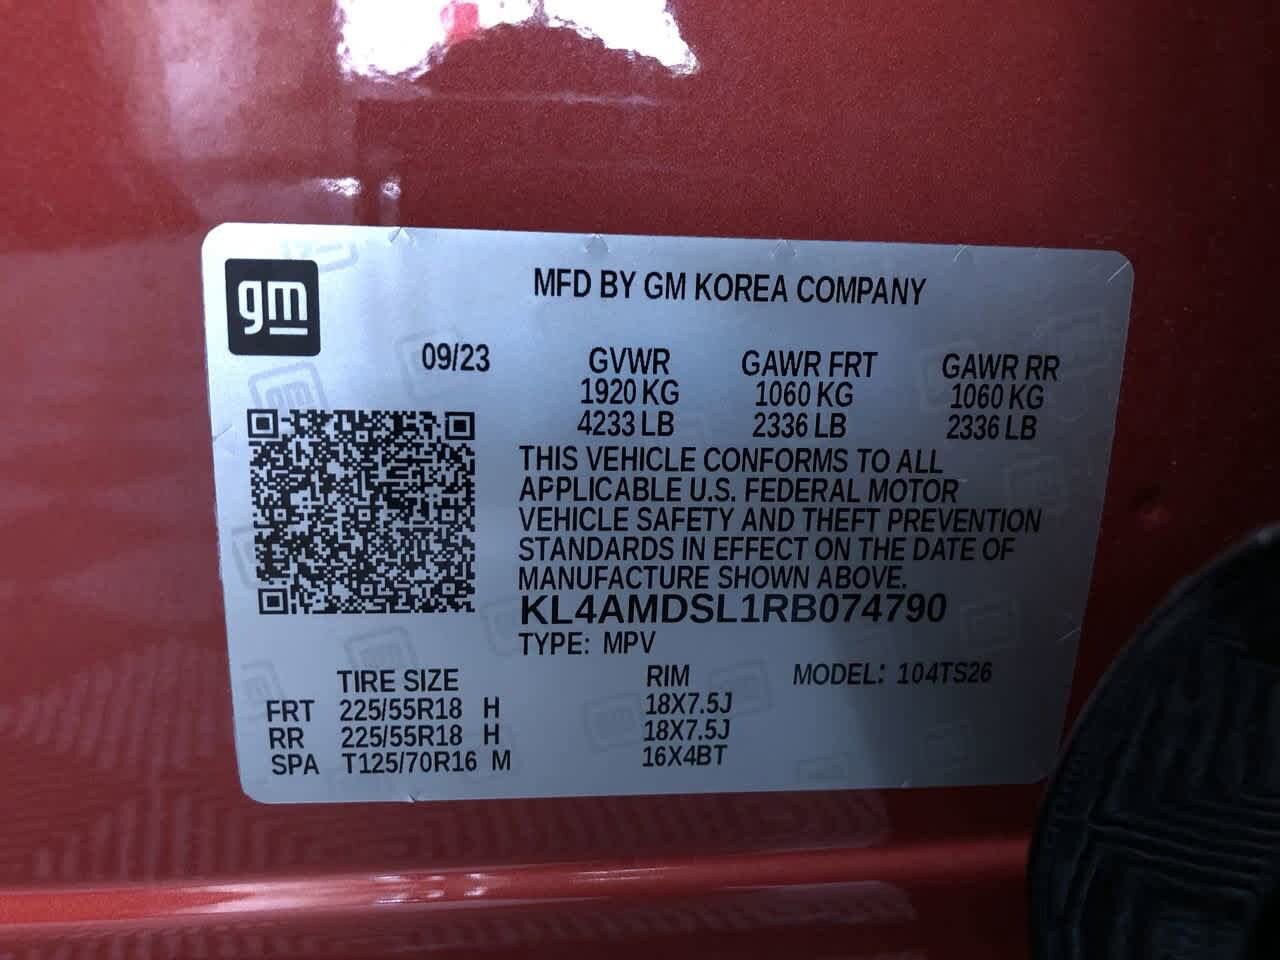 gm
MFD BY GM KOREA COMPANY
09/23 GVWR GAWR FRT GAWR RR
1920 KG 1060 KG 1060 KG
4233 LB 2336 LB 2336 LB
THIS VEHICLE CONFORMS TO ALL
APPLICABLE U.S. FEDERAL MOTOR
VEHICLE SAFETY AND THEFT PREVENTION
STANDARDS IN EFFECT ON THE DATE OF
MANUFACTURE SHOWN ABOVE.
KL4AMDSL1RB074790
TYPE: MPV
TIRE SIZE RIM MODEL: 104TS26
FRT 225/55R18 H 18X7.5J
RR 225/55R18 H 18X7.5J
SPA T125/70R16 M 16X4BT